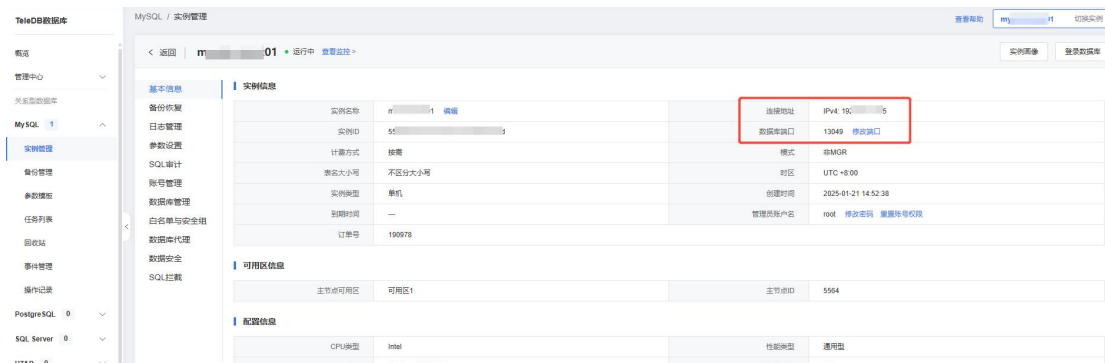 TeleDB数据库
MySQL / 实例管理
查看帮助 my 1 切换实例
概览
管理中心
关系型数据库
MySQL 1
实例管理
备份管理
参数模板
任务列表
回收站
事件管理
操作记录
PostgreSQL 0
SQL Server 0
HTAP 0
< 返回 m 01 运行中 查看监控 >
实例画像 登录数据库
基本信息
备份恢复
日志管理
参数设置
SQL审计
账号管理
数据库管理
白名单与安全组
数据库代理
数据安全
SQL拦截
实例信息
实例名称 m 1 编辑 连接地址 IPv4: 192 5
实例ID 55 d 数据库端口 13049 修改端口
计费方式 按需 模式 非MGR
表名大小写 不区分大小写 时区 UTC +8:00
实例类型 单机 创建时间 2025-01-21 14:52:38
到期时间 — 管理员账户名 root 修改密码 重置账号权限
订单号 190978
可用区信息
主节点可用区 可用区1 主节点ID 5564
配置信息
CPU类型 Intel 性能类型 通用型